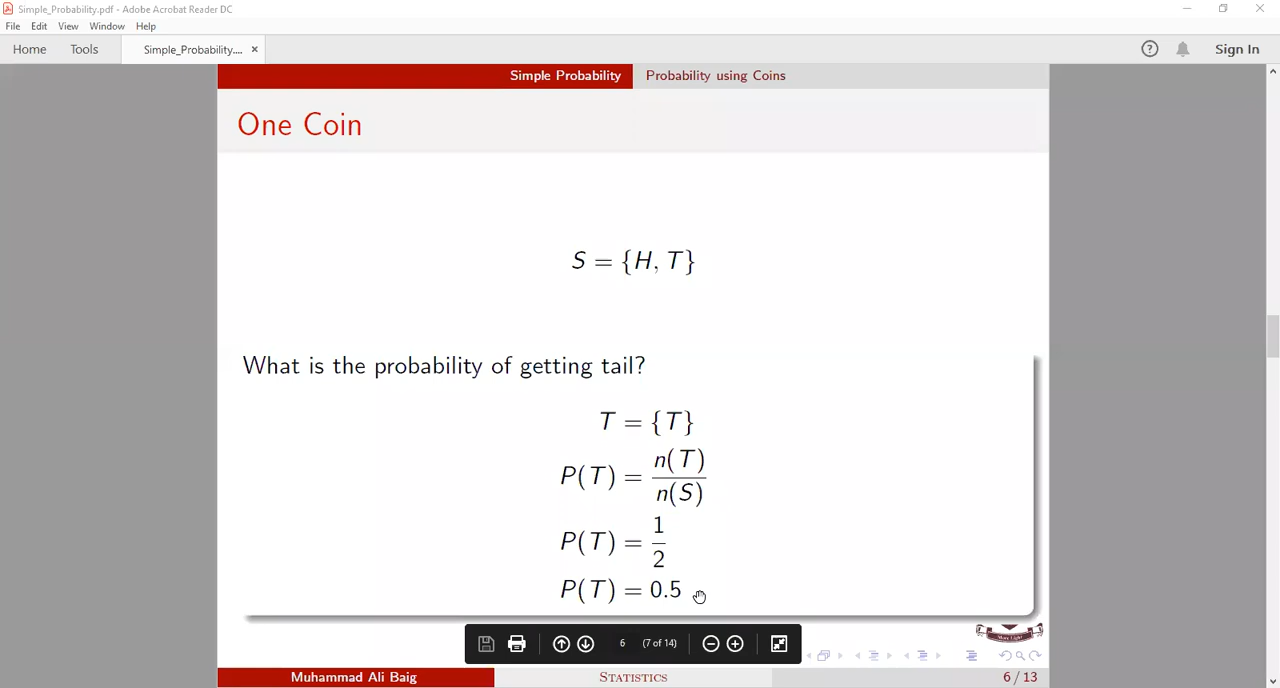 Simple_Probability.pdf - Adobe Acrobat Reader DC
File Edit View Window Help
Home Tools Simple_Probability.... × ? Sign In
Simple Probability Probability using Coins
One Coin
S = {H, T}
What is the probability of getting tail?
T = {T}
P(T) = n(T)/n(S)
P(T) = 1/2
P(T) = 0.5
6 (7 of 14)
Muhammad Ali Baig STATISTICS 6 / 13